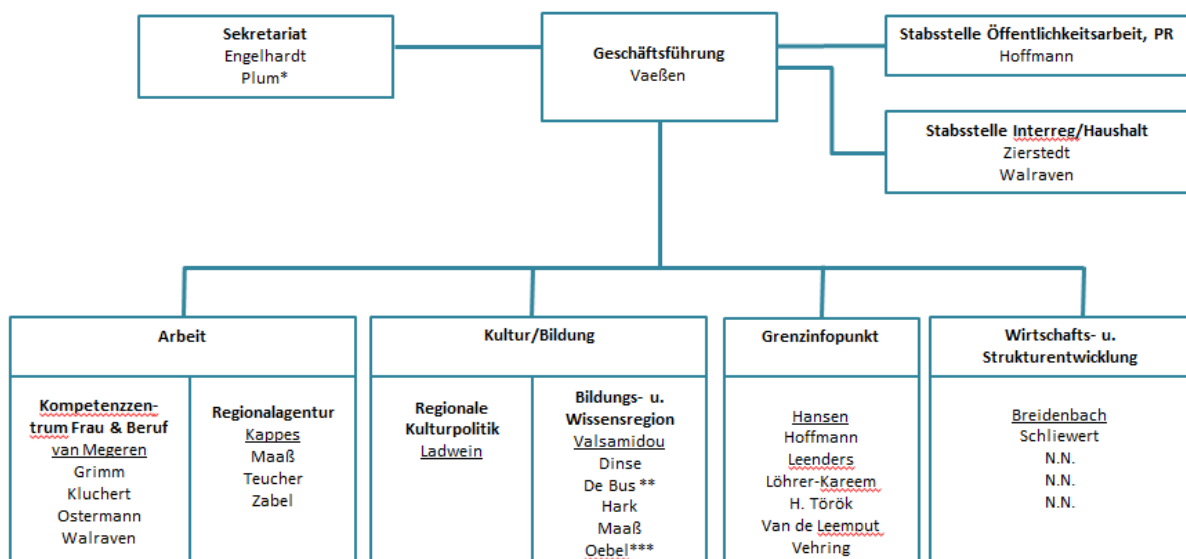 Sekretariat
Engelhardt
Plum*
Geschäftsführung
Vaeßen
Stabsstelle Öffentlichkeitsarbeit, PR
Hoffmann
Stabsstelle Interreg/Haushalt
Zierstedt
Walraven
Arbeit
Kompetenzzen-
trum Frau & Beruf
van Megeren
Grimm
Kluchert
Ostermann
Walraven
Regionalagentur
Kappes
Maaß
Teucher
Zabel
Kultur/Bildung
Regionale
Kulturpolitik
Ladwein
Bildungs- u.
Wissensregion
Valsamidou
Dinse
De Bus **
Hark
Maaß
Oebel***
Grenzinfopunkt
Hansen
Hoffmann
Leenders
Löhrer-Kareem
H. Török
Van de Leemput
Vehring
Wirtschafts- u.
Strukturentwicklung
Breidenbach
Schliewert
N.N.
N.N.
N.N.